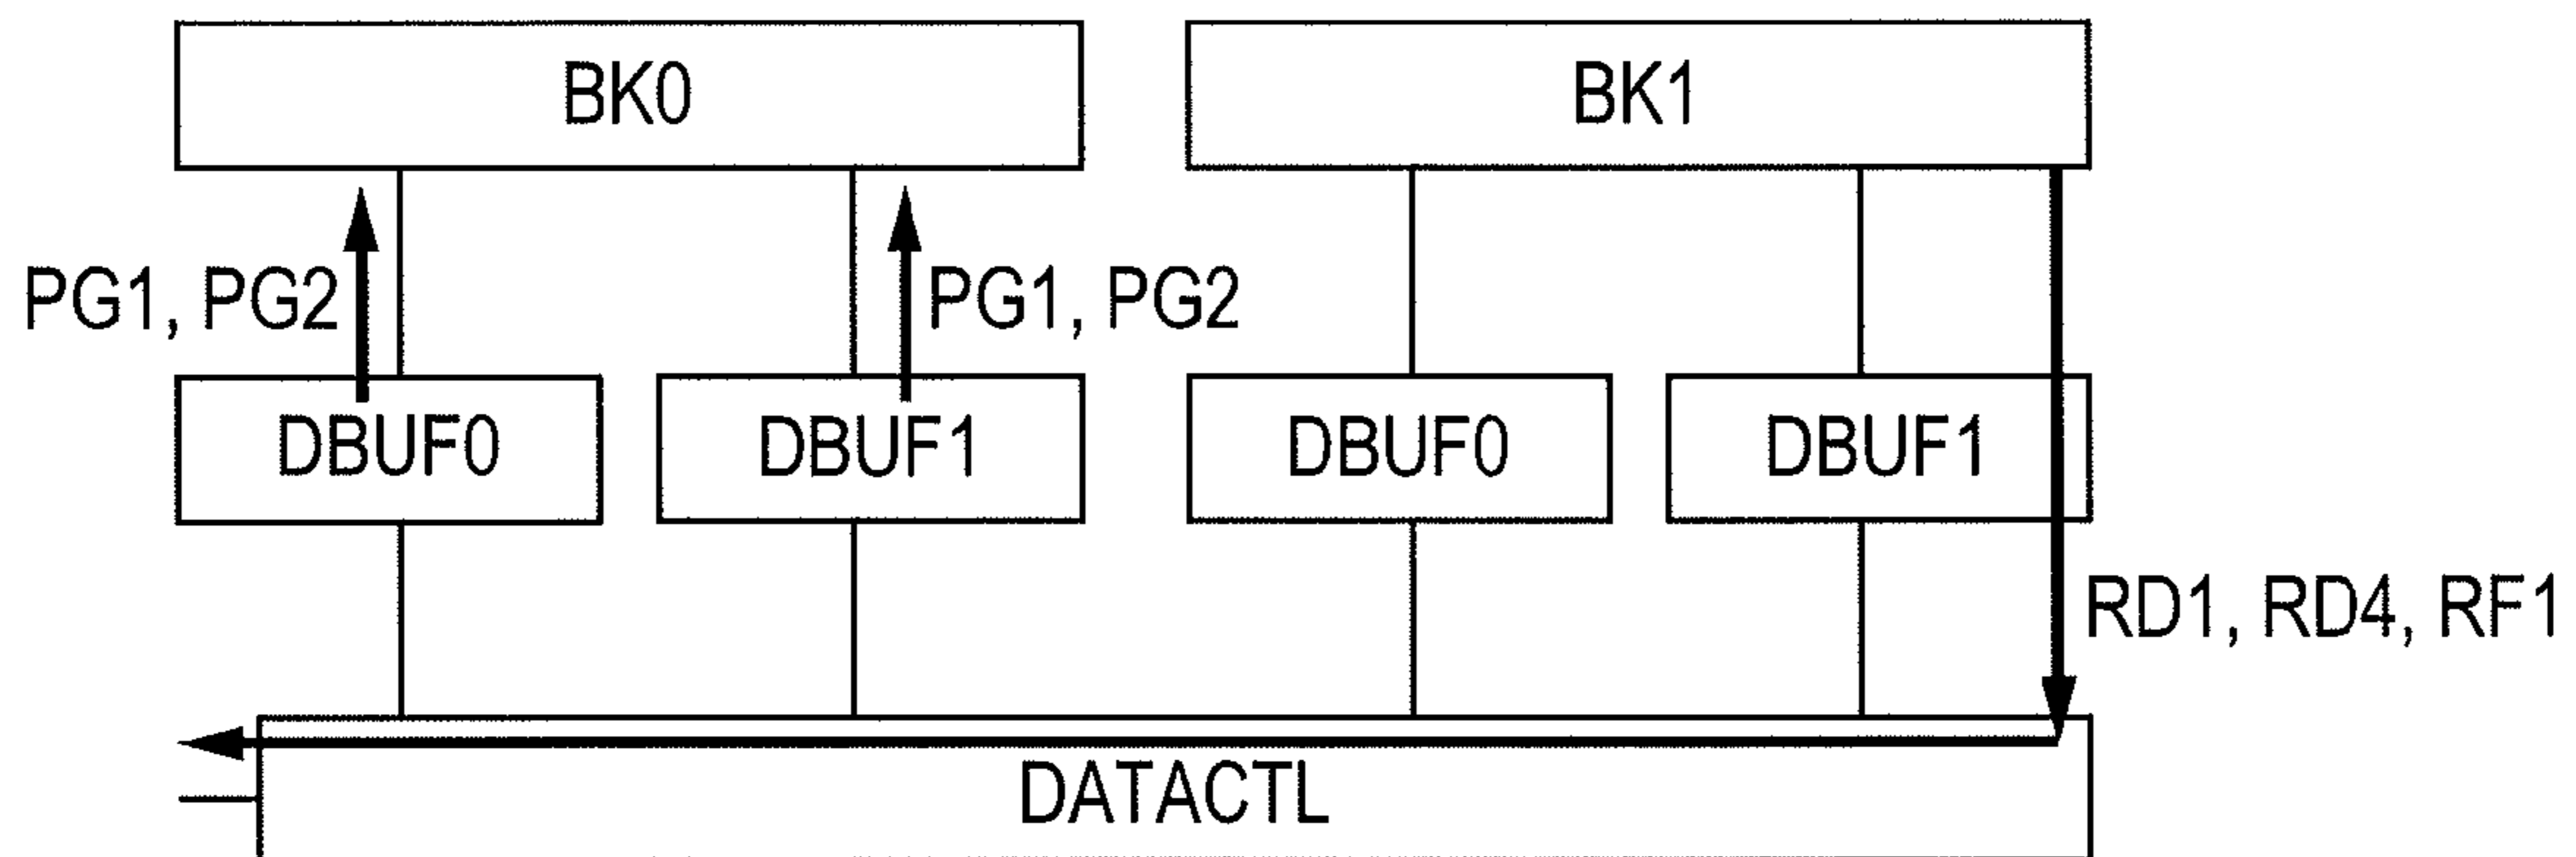 BK0
BK1
PG1, PG2
PG1, PG2
DBUF0
DBUF1
DBUF0
DBUF1
RD1, RD4, RF1
DATACTL